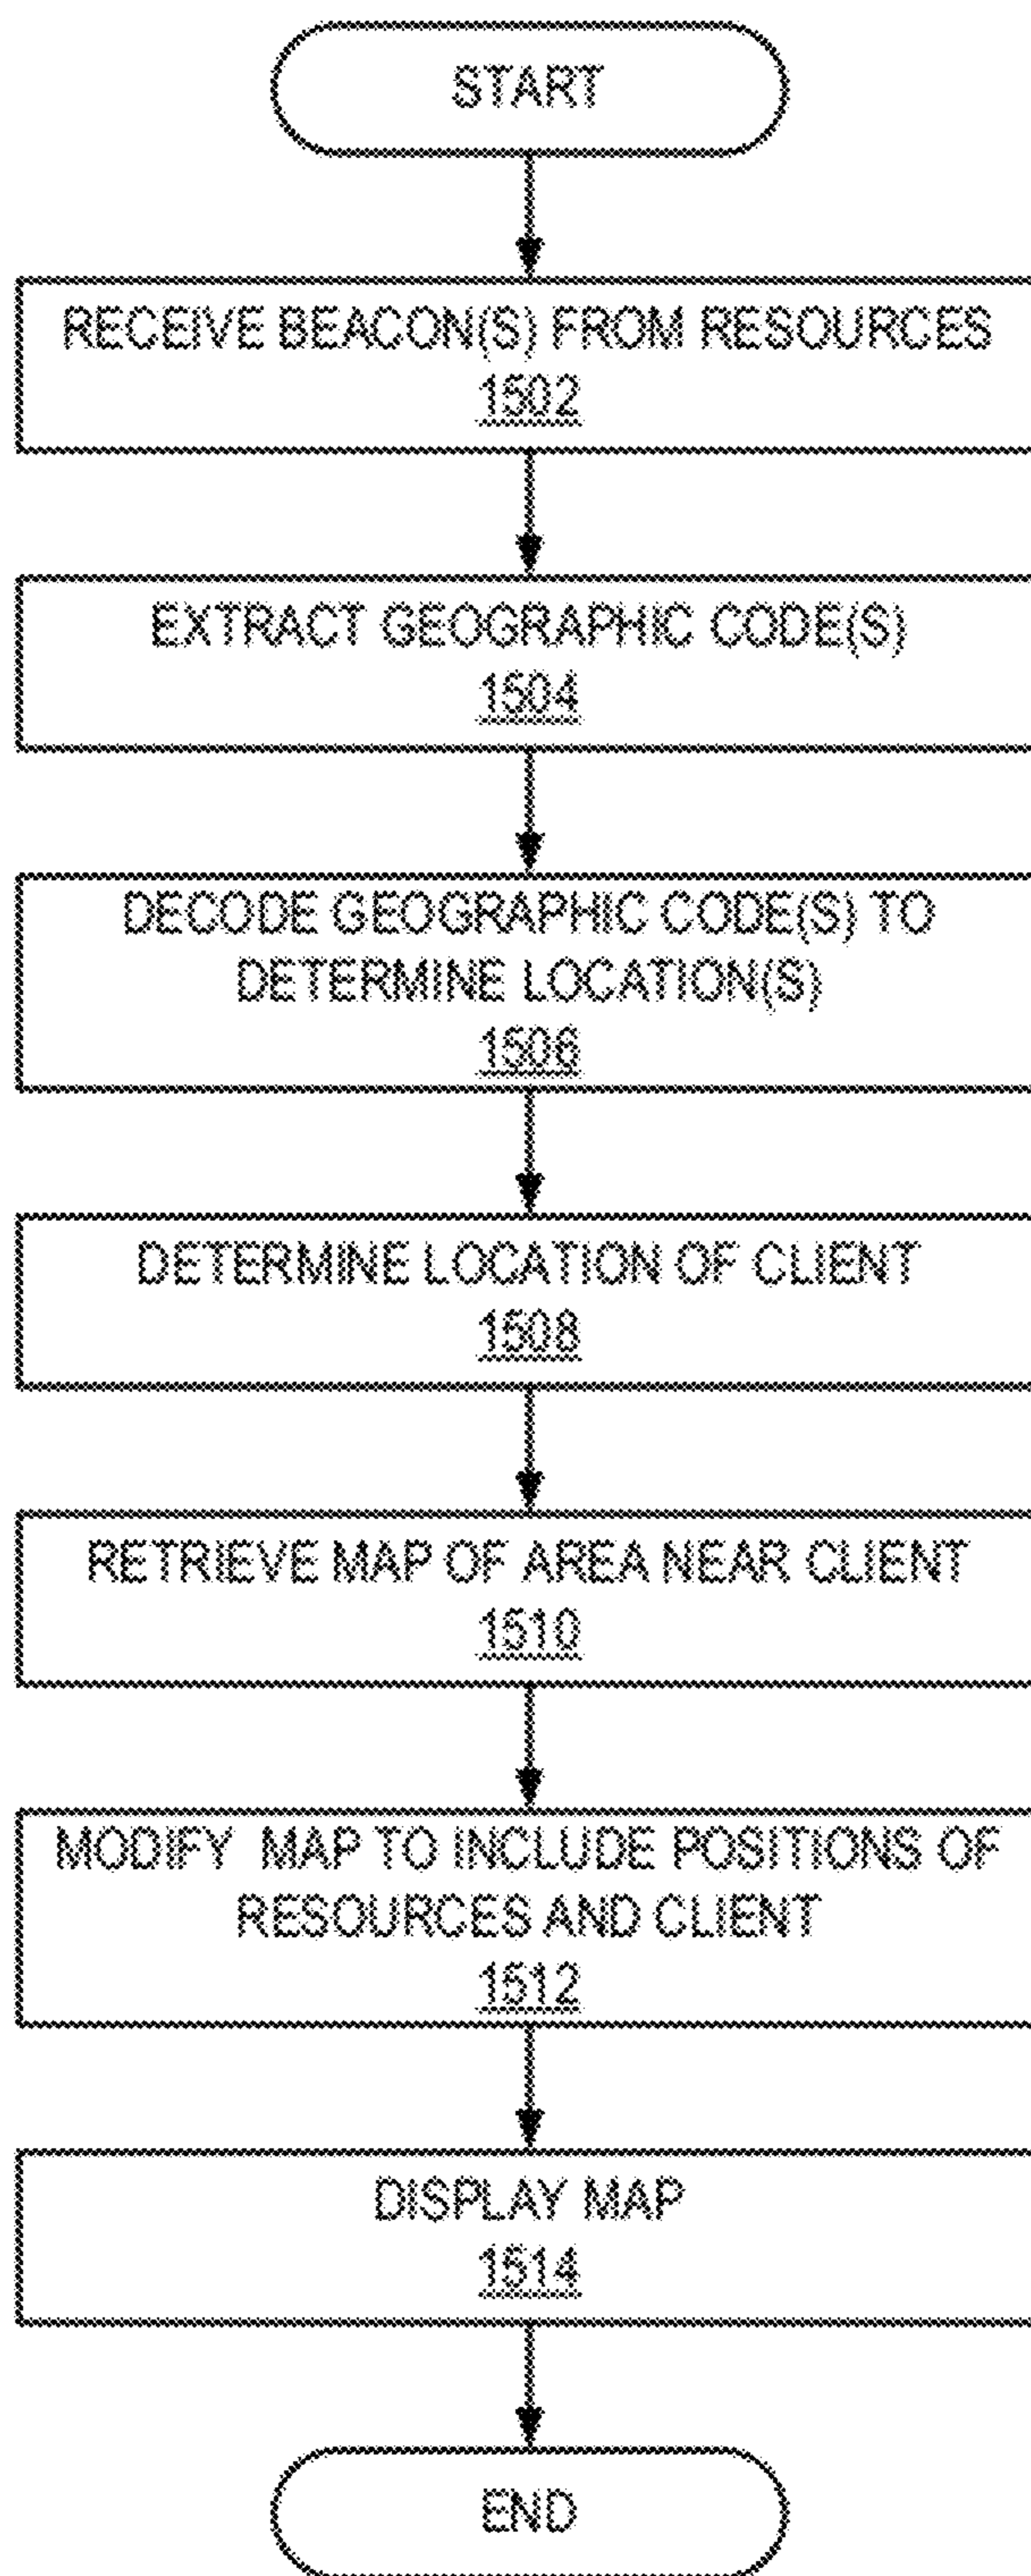 START
RECEIVE BEACON(S) FROM RESOURCES
1502
EXTRACT GEOGRAPHIC CODE(S)
1504
DECODE GEOGRAPHIC CODE(S) TO
DETERMINE LOCATION(S)
1506
DETERMINE LOCATION OF CLIENT
1508
RETRIEVE MAP OF AREA NEAR CLIENT
1510
MODIFY MAP TO INCLUDE POSITIONS OF
RESOURCES AND CLIENT
1512
DISPLAY MAP
1514
END